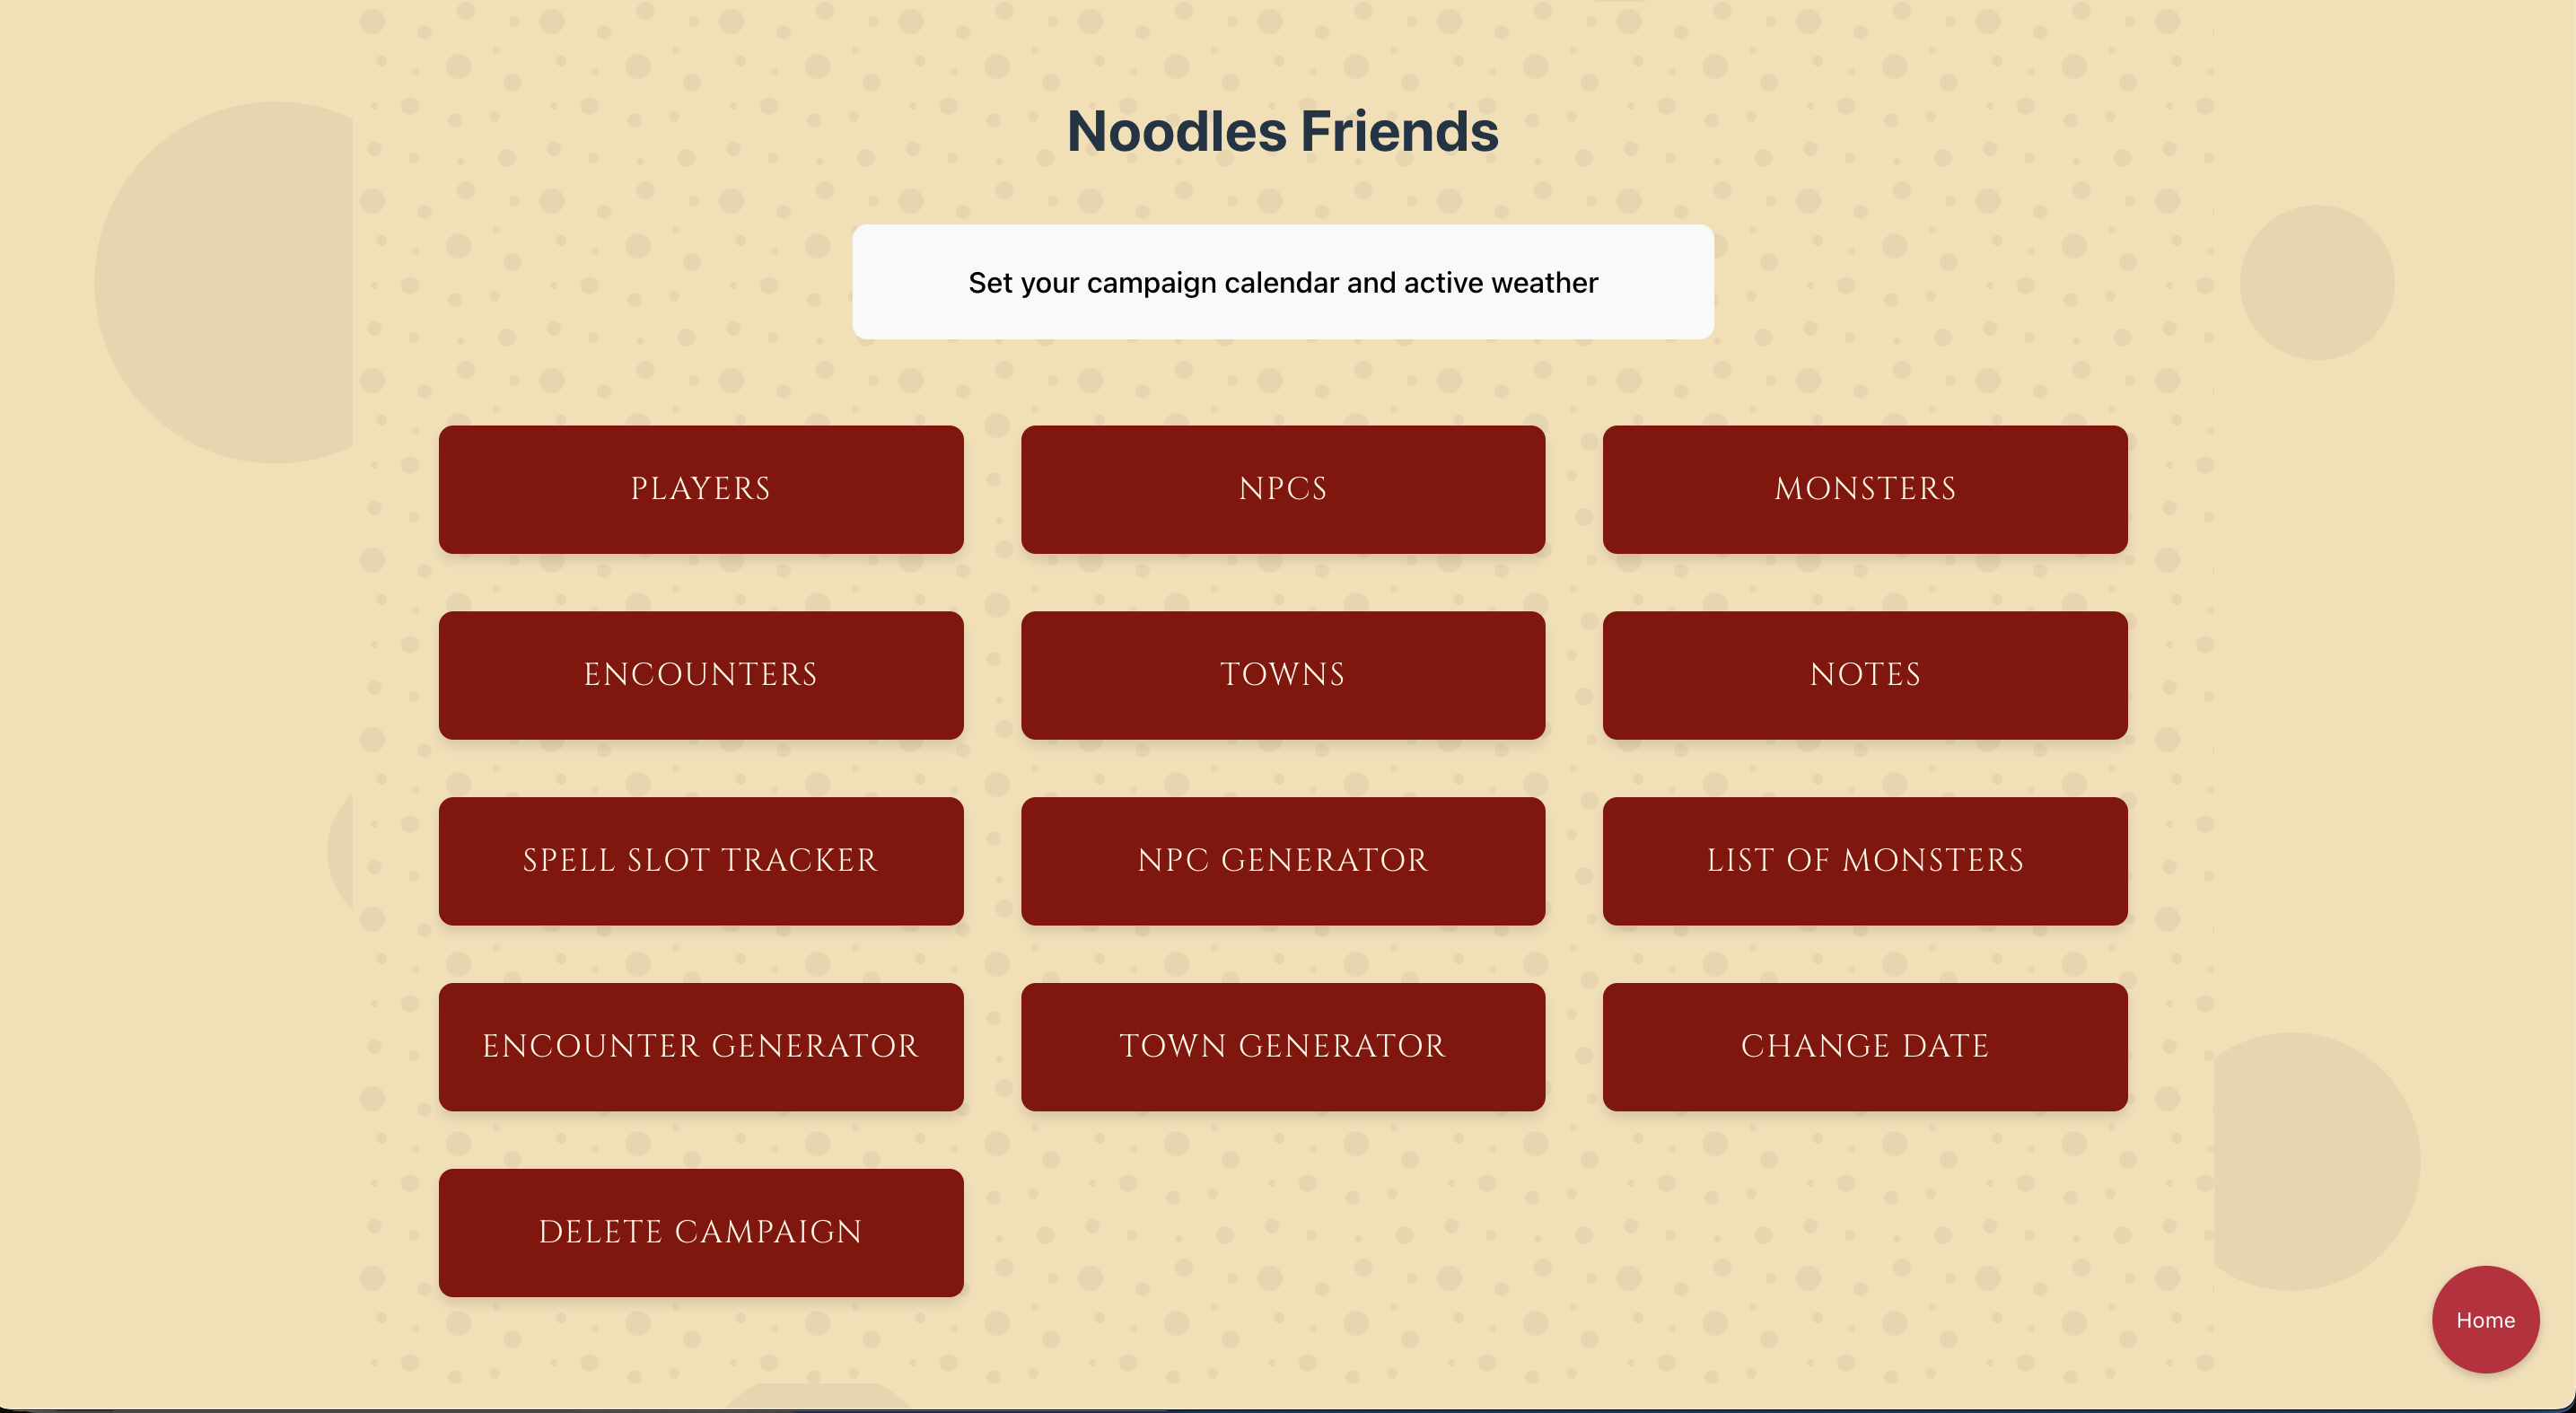 Noodles Friends
Set your campaign calendar and active weather
PLAYERS
NPCS
MONSTERS
ENCOUNTERS
TOWNS
NOTES
SPELL SLOT TRACKER
NPC GENERATOR
LIST OF MONSTERS
ENCOUNTER GENERATOR
TOWN GENERATOR
CHANGE DATE
DELETE CAMPAIGN
Home